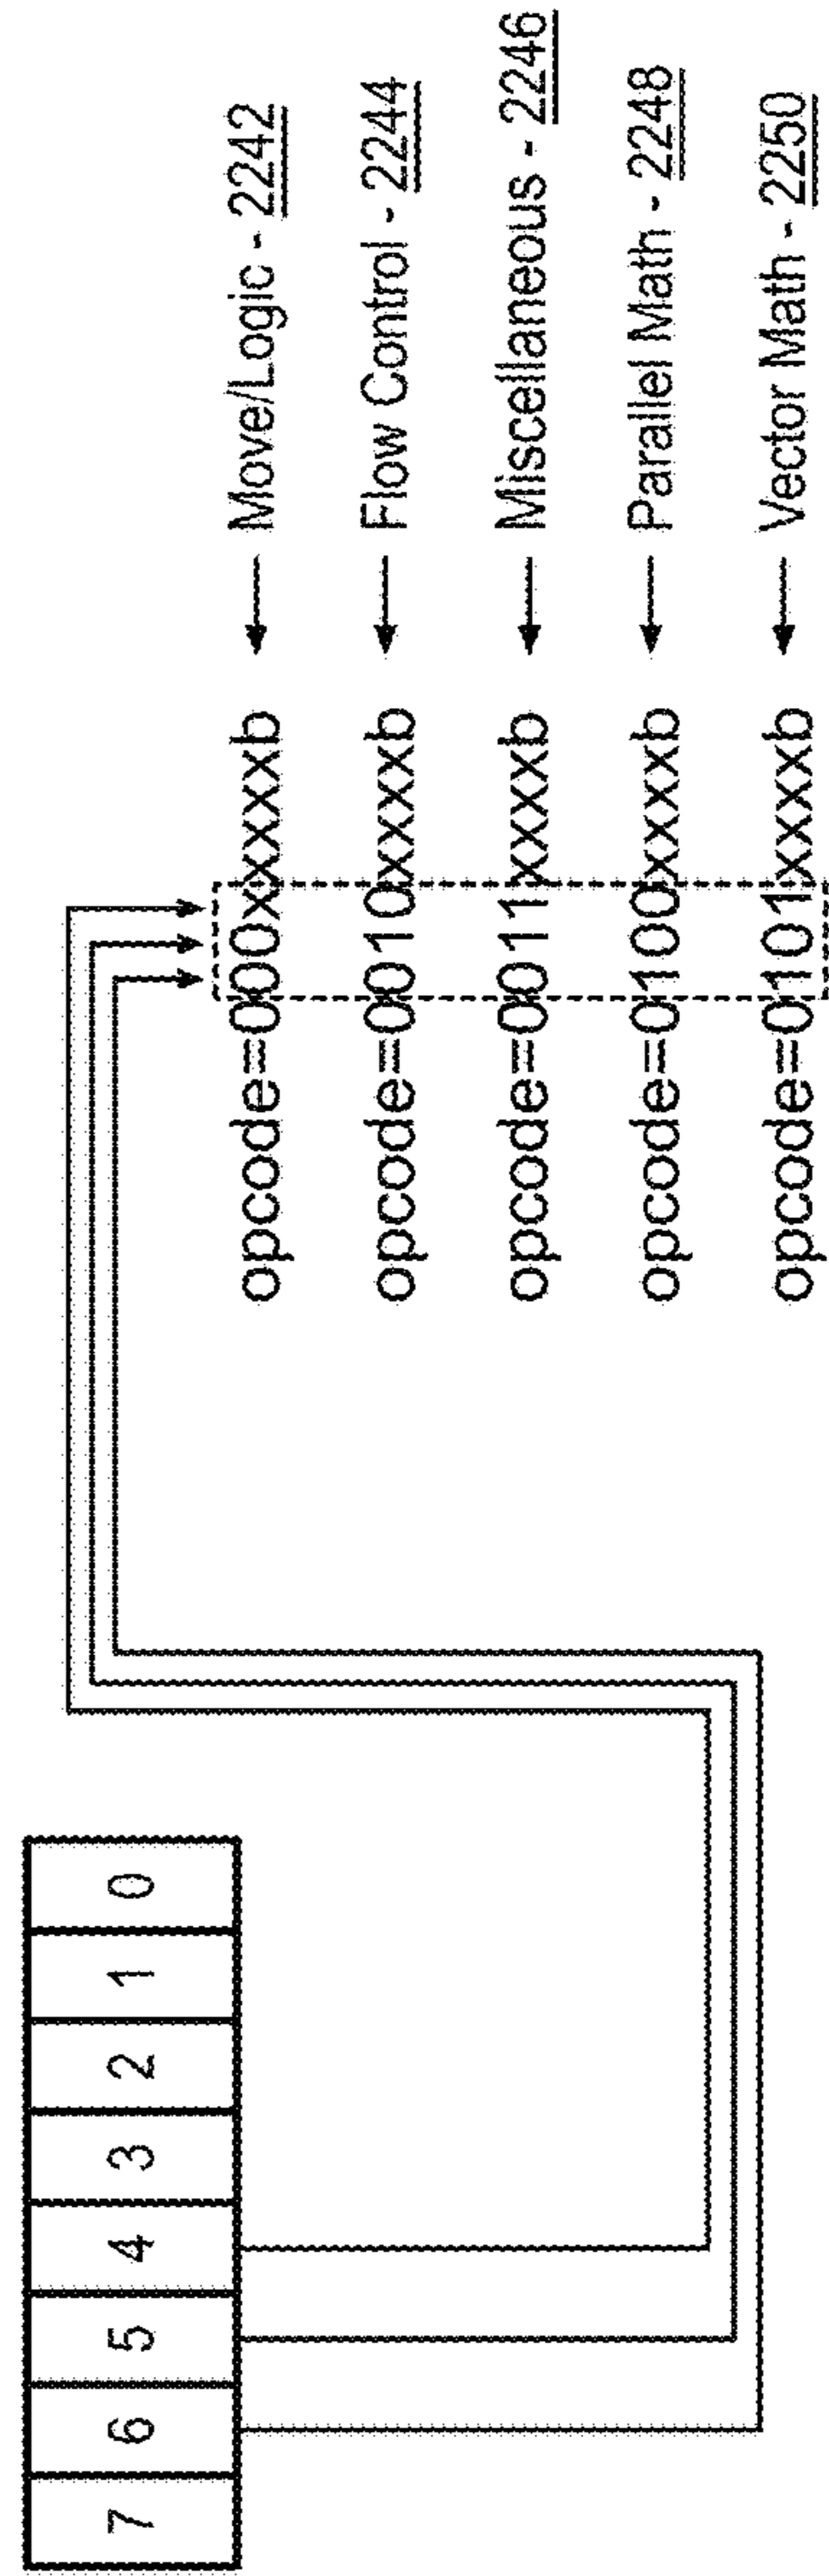 7 6 5 4 3 2 1 0
opcode=000xxxxxb ← Move/Logic - 2242
opcode=0010xxxxb ← Flow Control - 2244
opcode=0011xxxxb ← Miscellaneous - 2246
opcode=0100xxxxb ← Parallel Math - 2248
opcode=0101xxxxb ← Vector Math - 2250